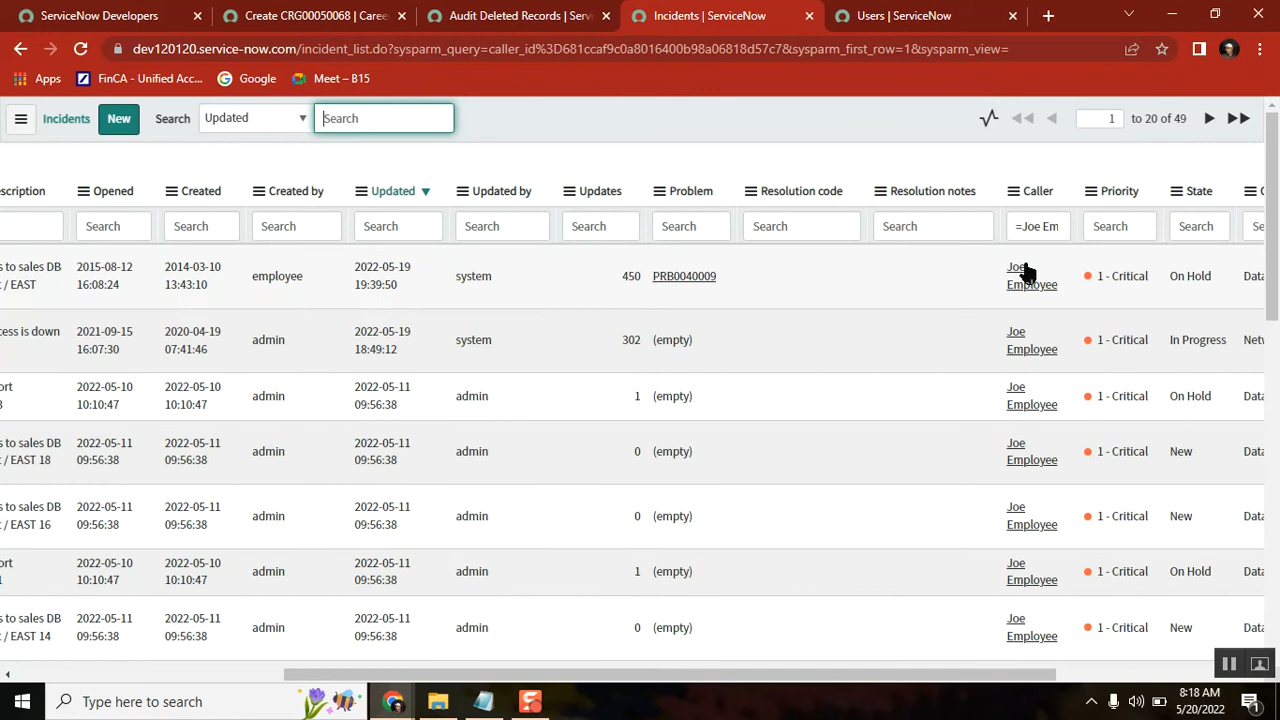 ServiceNow Developers
Create CRG00050068 | Caree
Audit Deleted Records | Servi
Incidents | ServiceNow
Users | ServiceNow
dev120120.service-now.com/incident_list.do?sysparm_query=caller_id%3D681ccaf9c0a8016400b98a06818d57c7&sysparm_first_row=1&sysparm_view=
Apps
FinCA - Unified Acc...
Google
Meet – B15
Incidents
New
Search
Updated
Search
1
to 20 of 49
scription Opened Created Created by Updated Updated by Updates Problem Resolution code Resolution notes Caller Priority State
Search Search Search Search Search Search Search Search Search =Joe Em Search Search
s to sales DB 2015-08-12 2014-03-10 employee 2022-05-19 system 450 PRB0040009 Joe 1 - Critical On Hold Data
/ EAST 16:08:24 13:43:10 19:39:50 Employee
cess is down 2021-09-15 2020-04-19 admin 2022-05-19 system 302 (empty) Joe 1 - Critical In Progress Netw
16:07:30 07:41:46 18:49:12 Employee
ort 2022-05-10 2022-05-10 admin 2022-05-11 admin 1 (empty) Joe 1 - Critical On Hold Data
3 10:10:47 10:10:47 09:56:38 Employee
s to sales DB 2022-05-11 2022-05-11 admin 2022-05-11 admin 0 (empty) Joe 1 - Critical New Data
/ EAST 18 09:56:38 09:56:38 09:56:38 Employee
s to sales DB 2022-05-11 2022-05-11 admin 2022-05-11 admin 0 (empty) Joe 1 - Critical New Data
/ EAST 16 09:56:38 09:56:38 09:56:38 Employee
ort 2022-05-10 2022-05-10 admin 2022-05-11 admin 1 (empty) Joe 1 - Critical On Hold Data
1 10:10:47 10:10:47 09:56:38 Employee
s to sales DB 2022-05-11 2022-05-11 admin 2022-05-11 admin 0 (empty) Joe 1 - Critical New Data
/ EAST 14 09:56:38 09:56:38 09:56:38 Employee
Type here to search
8:18 AM
5/20/2022
1